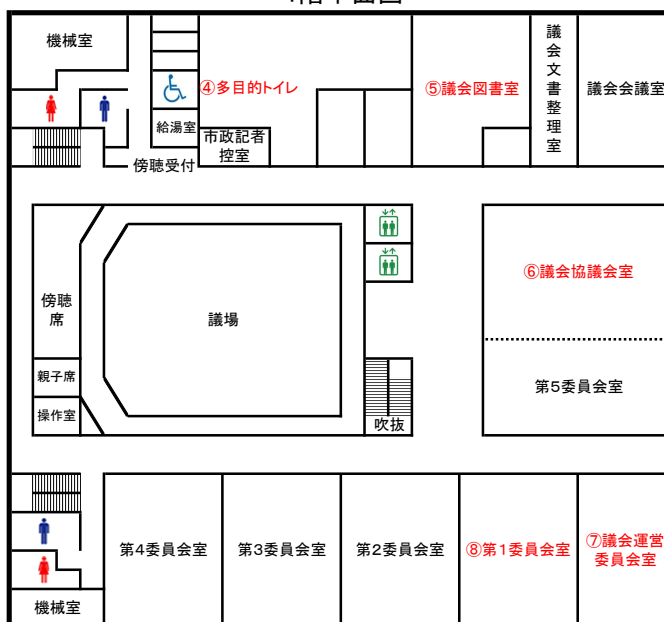 機械室
④多目的トイレ
⑤議会図書室
議会文書整理室
議会会議室
給湯室
市政記者
控室
傍聴受付
⑥議会協議会室
傍聴
席
議場
親子席
第5委員会室
操作室
吹抜
第4委員会室
第3委員会室
第2委員会室
⑧第1委員会室
⑦議会運営
委員会室
機械室